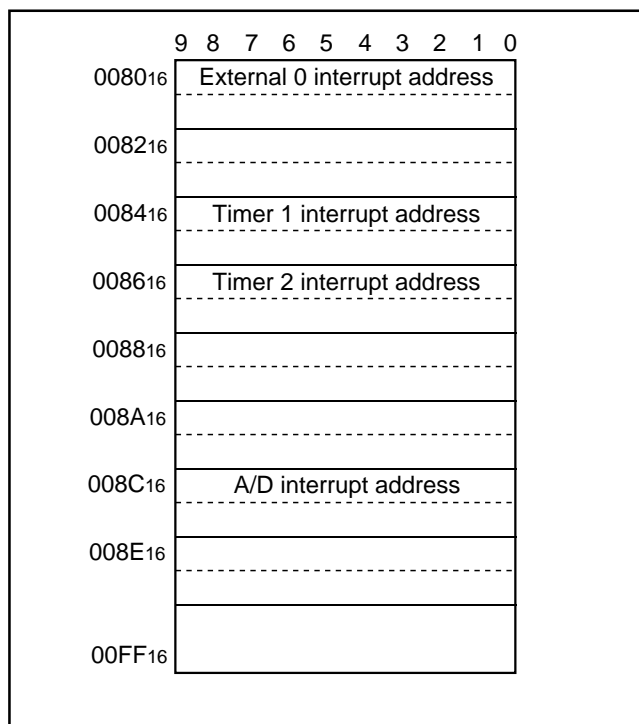 9 8 7 6 5 4 3 2 1 0
008016 External 0 interrupt address
008216
008416 Timer 1 interrupt address
008616 Timer 2 interrupt address
008816
008A16
008C16 A/D interrupt address
008E16
00FF16